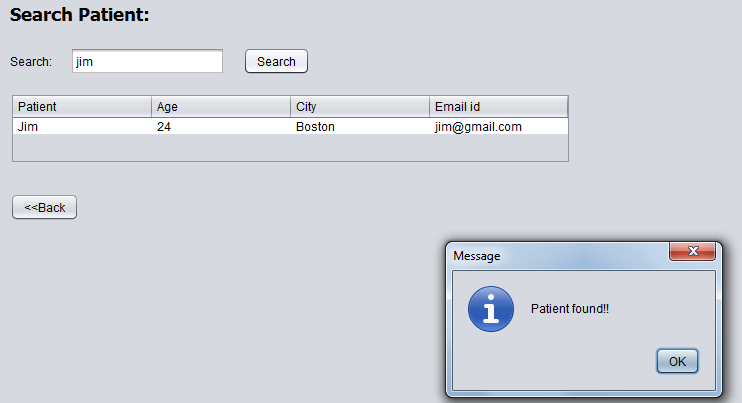 Search Patient:
Search: jim Search
Patient Age City Email id
Jim 24 Boston jim@gmail.com
<<Back
Message
Patient found!!
OK